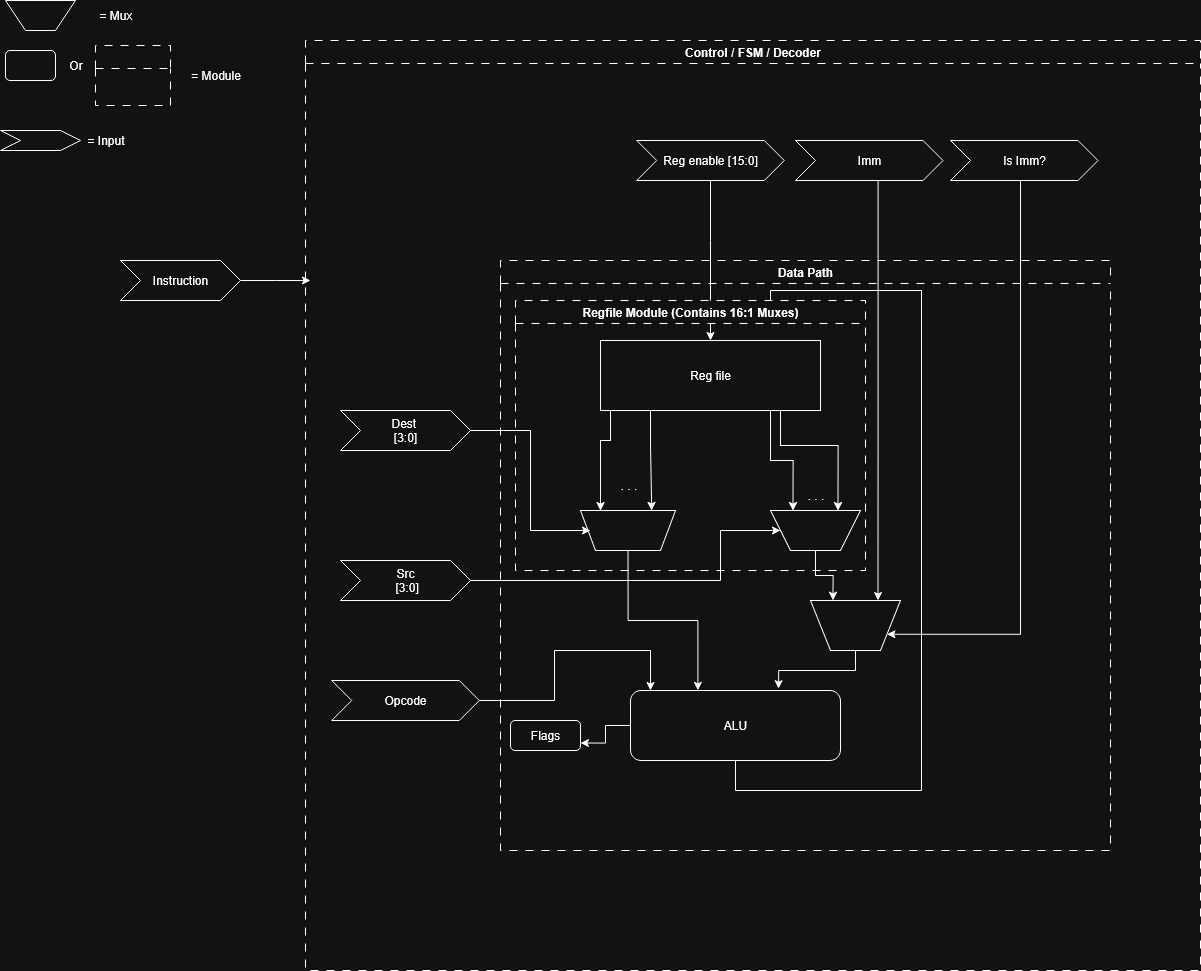 = Mux
Or
= Module
= Input
Control / FSM / Decoder
Reg enable [15:0]
Imm
Is Imm?
Instruction
Data Path
Regfile Module (Contains 16:1 Muxes)
Reg file
Dest
[3:0]
. . .
. . .
Src
[3:0]
Opcode
ALU
Flags